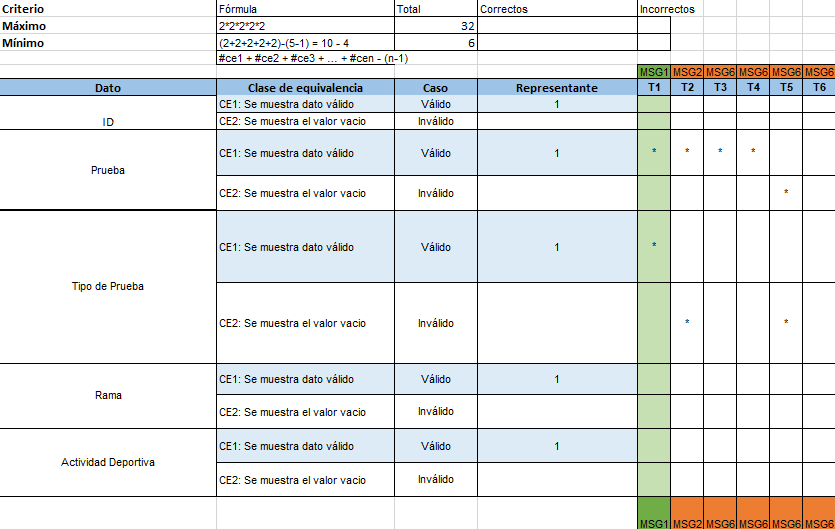 Criterio Fórmula Total Correctos Incorrectos
Máximo 2*2*2*2*2 32
Mínimo (2+2+2+2+2)-(5-1) = 10 - 4 6
#ce1 + #ce2 + #ce3 + ... + #cen - (n-1)
MSG1 MSG2 MSG6 MSG6 MSG6 MSG6
Dato Clase de equivalencia Caso Representante T1 T2 T3 T4 T5 T6
ID
CE1: Se muestra dato válido Válido 1
CE2: Se muestra el valor vacio Inválido
Prueba
CE1: Se muestra dato válido Válido 1 * * * *
CE2: Se muestra el valor vacio Inválido *
Tipo de Prueba
CE1: Se muestra dato válido Válido 1 *
CE2: Se muestra el valor vacio Inválido * *
Rama
CE1: Se muestra dato válido Válido 1
CE2: Se muestra el valor vacio Inválido
Actividad Deportiva
CE1: Se muestra dato válido Válido 1
CE2: Se muestra el valor vacio Inválido
MSG1 MSG2 MSG6 MSG6 MSG6 MSG6